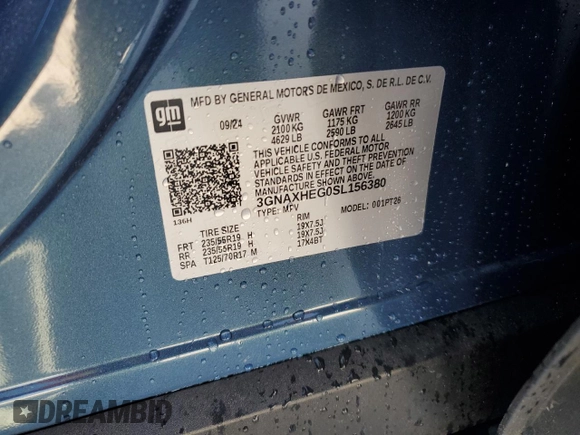 gm
MFD BY GENERAL MOTORS DE MEXICO, S. DE R.L. DE C.V.
09/24 GVWR GAWR FRT GAWR RR
2100 KG 1175 KG 1200 KG
4629 LB 2590 LB 2645 LB
THIS VEHICLE CONFORMS TO ALL
APPLICABLE U.S. FEDERAL MOTOR
VEHICLE SAFETY AND THEFT PREVENTION
STANDARDS IN EFFECT ON THE DATE OF
MANUFACTURE SHOWN ABOVE.
3GNAXHEG0SL156380
136H TYPE: MPV 001PT26
TIRE SIZE RIM
FRT 235/55R19 H 19X7.5J
RR 235/55R19 H 19X7.5J
SPA T125/70R17 M 17X4BT
DREAMBID